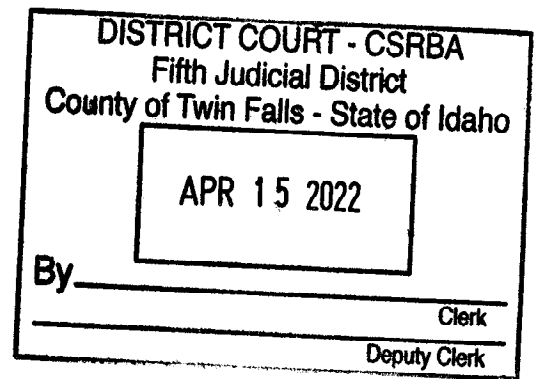 DISTRICT COURT - CSRBA
Fifth Judicial District
County of Twin Falls - State of Idaho
APR 15 2022
By
Clerk
Deputy Clerk